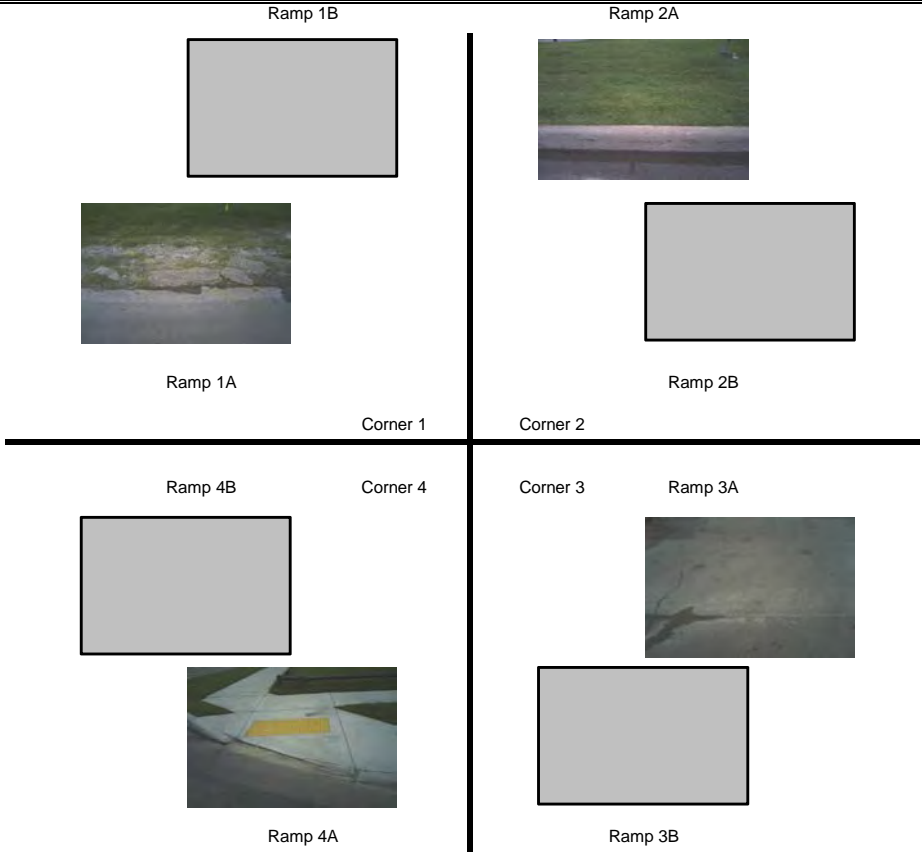 Ramp 1B
Ramp 2A
Ramp 1A
Ramp 2B
Corner 1
Corner 2
Ramp 4B
Corner 4
Corner 3
Ramp 3A
Ramp 4A
Ramp 3B